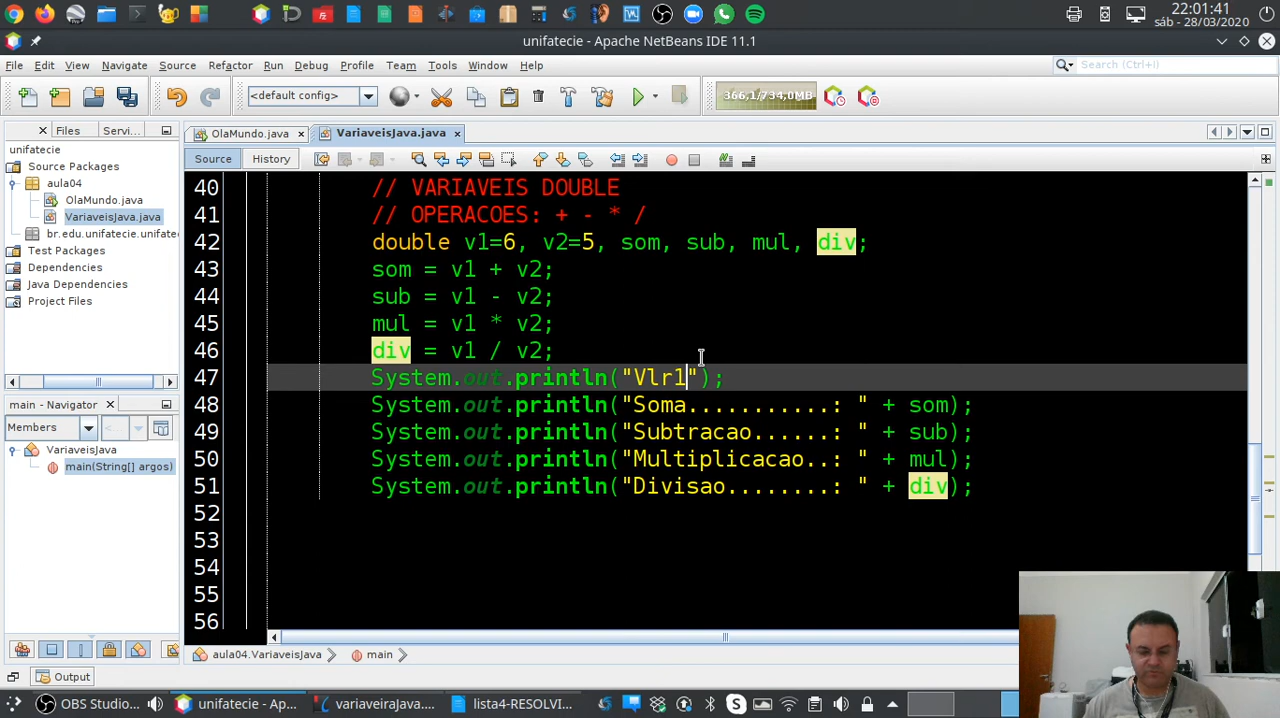 22:01:41
sáb - 28/03/2020
unifatecie - Apache NetBeans IDE 11.1
File Edit View Navigate Source Refactor Run Debug Profile Team Tools Window Help
Search (Ctrl+I)
<default config>
366,1/734,0MB
Files Servi...
OlaMundo.java VariaveisJava.java
unifatecie
Source Packages
aula04
OlaMundo.java
VariaveisJava.java
br.edu.unifatecie.unifatec
Test Packages
Dependencies
Java Dependencies
Project Files
Source History
40 // VARIAVEIS DOUBLE
41 // OPERACOES: + - * /
42 double v1=6, v2=5, som, sub, mul, div;
43 som = v1 + v2;
44 sub = v1 - v2;
45 mul = v1 * v2;
46 div = v1 / v2;
47 System.out.println("Vlr1");
48 System.out.println("Soma...........: " + som);
49 System.out.println("Subtracao......: " + sub);
50 System.out.println("Multiplicacao..: " + mul);
51 System.out.println("Divisao........: " + div);
52
53
54
55
56
main - Navigator
Members
VariaveisJava
main(String[] argos)
aula04.VariaveisJava main
Output
OBS Studio... unifatecie - Ap... variaveiraJava.... lista4-RESOLVI...